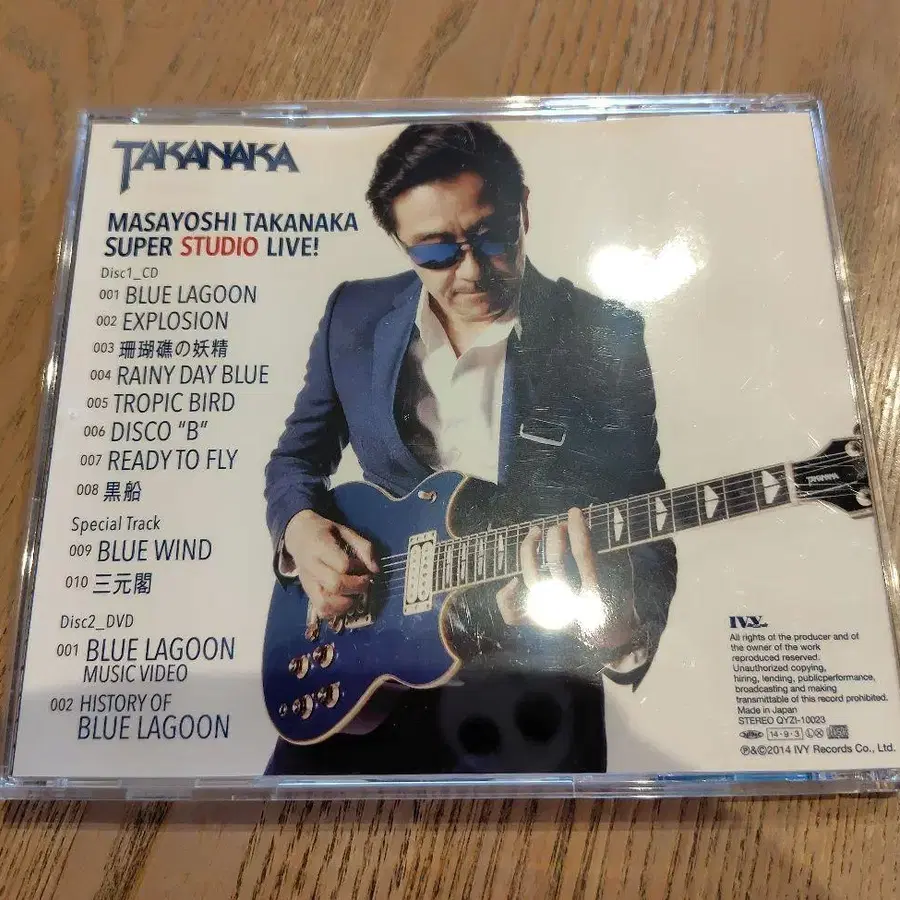 TAKANAKA
MASAYOSHI TAKANAKA
SUPER STUDIO LIVE!
Disc1_CD
001 BLUE LAGOON
002 EXPLOSION
003 珊瑚礁の妖精
004 RAINY DAY BLUE
005 TROPIC BIRD
006 DISCO "B"
007 READY TO FLY
008 黒船
Special Track
009 BLUE WIND
010 三元閣
Disc2_DVD
001 BLUE LAGOON
MUSIC VIDEO
002 HISTORY OF
BLUE LAGOON
TAKANAKA
IVY
All rights of the producer and of
the owner of the work
reproduced reserved.
Unauthorized copying,
hiring, lending, publicperformance,
broadcasting and making
transmittable of this record prohibited.
Made in Japan
STEREO QYZI-10023
14・9・3
Ⓟ&©2014 IVY Records Co., Ltd.